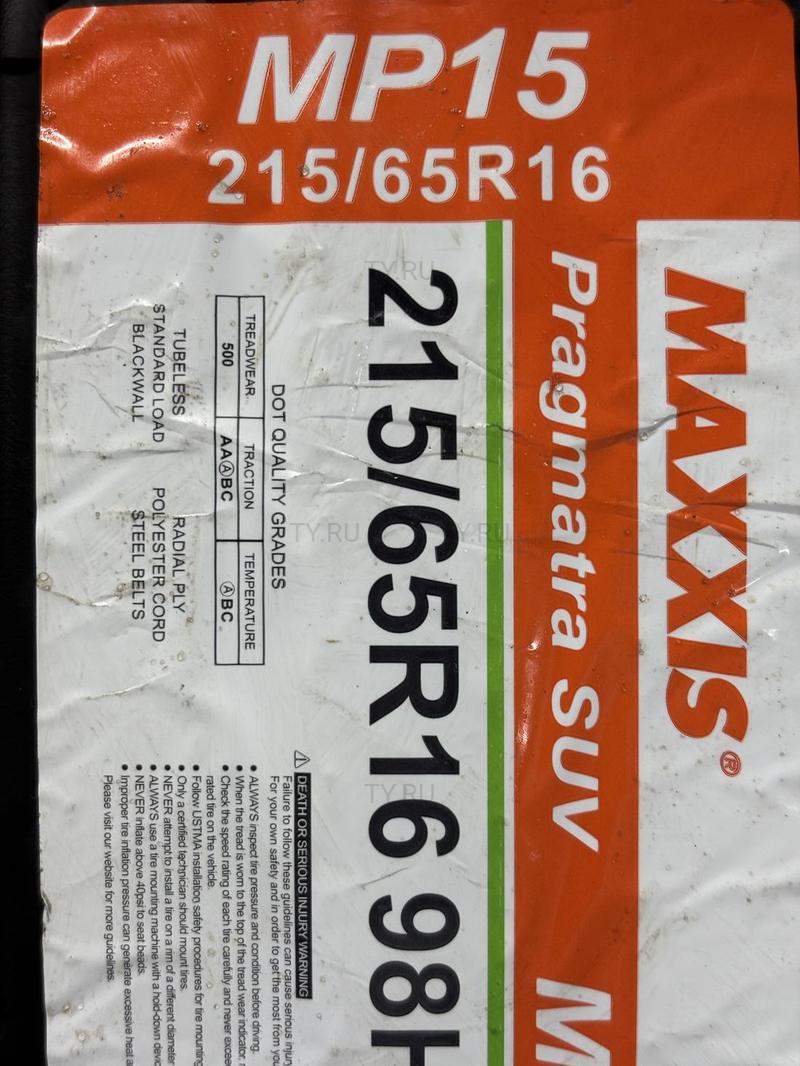 MP15
215/65R16
MAXXIS®
Pragmatra SUV M
215/65R16 98H
DOT QUALITY GRADES
TREADWEAR TRACTION TEMPERATURE
500 AAⒶBC ⒶBC
TUBELESS RADIAL PLY
STANDARD LOAD POLYESTER CORD
BLACKWALL STEEL BELTS
⚠ DEATH OR SERIOUS INJURY WARNING
Failure to follow these guidelines can cause serious injury
For your own safety and in order to get the most from you
• ALWAYS inspect tire pressure and condition before driving.
• When the tread is worn to the top of the tread wear indicator,
• Check the speed rating of each tire carefully and never excee
rated tire on the vehicle.
• Follow USTMA installation safety procedures for tire mounting
• Only a certified technician should mount tires.
• NEVER attempt to install a tire on a rim of a different diameter
• ALWAYS use a tire mounting machine with a hold-down devic
• NEVER inflate above 40psi to seat beads.
• Improper tire inflation pressure can generate excessive heat a
Please visit our website for more guidelines.
TY.RU
TY.RU
TY.RU
TY.RU